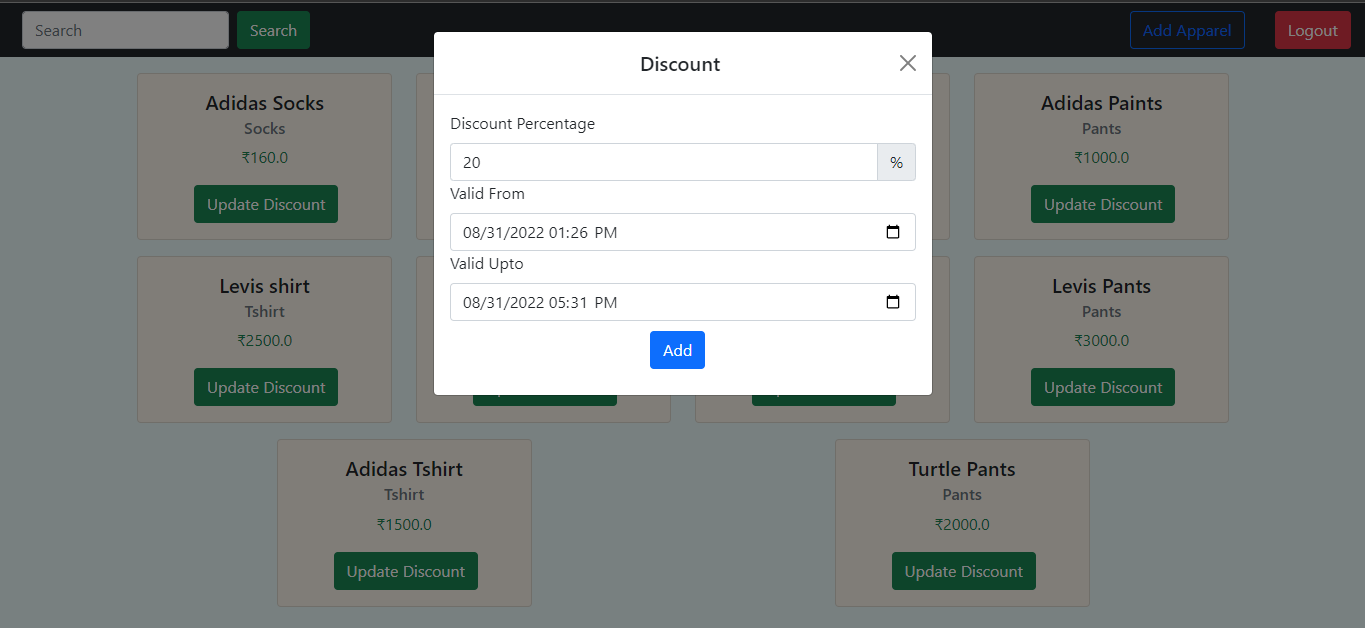 Search
Search
Add Apparel
Logout
Discount
Discount Percentage
20
%
Valid From
08/31/2022 01:26 PM
Valid Upto
08/31/2022 05:31 PM
Add
Adidas Socks
Socks
₹160.0
Update Discount
Adidas Paints
Pants
₹1000.0
Update Discount
Levis shirt
Tshirt
₹2500.0
Update Discount
Levis Pants
Pants
₹3000.0
Update Discount
Adidas Tshirt
Tshirt
₹1500.0
Update Discount
Turtle Pants
Pants
₹2000.0
Update Discount